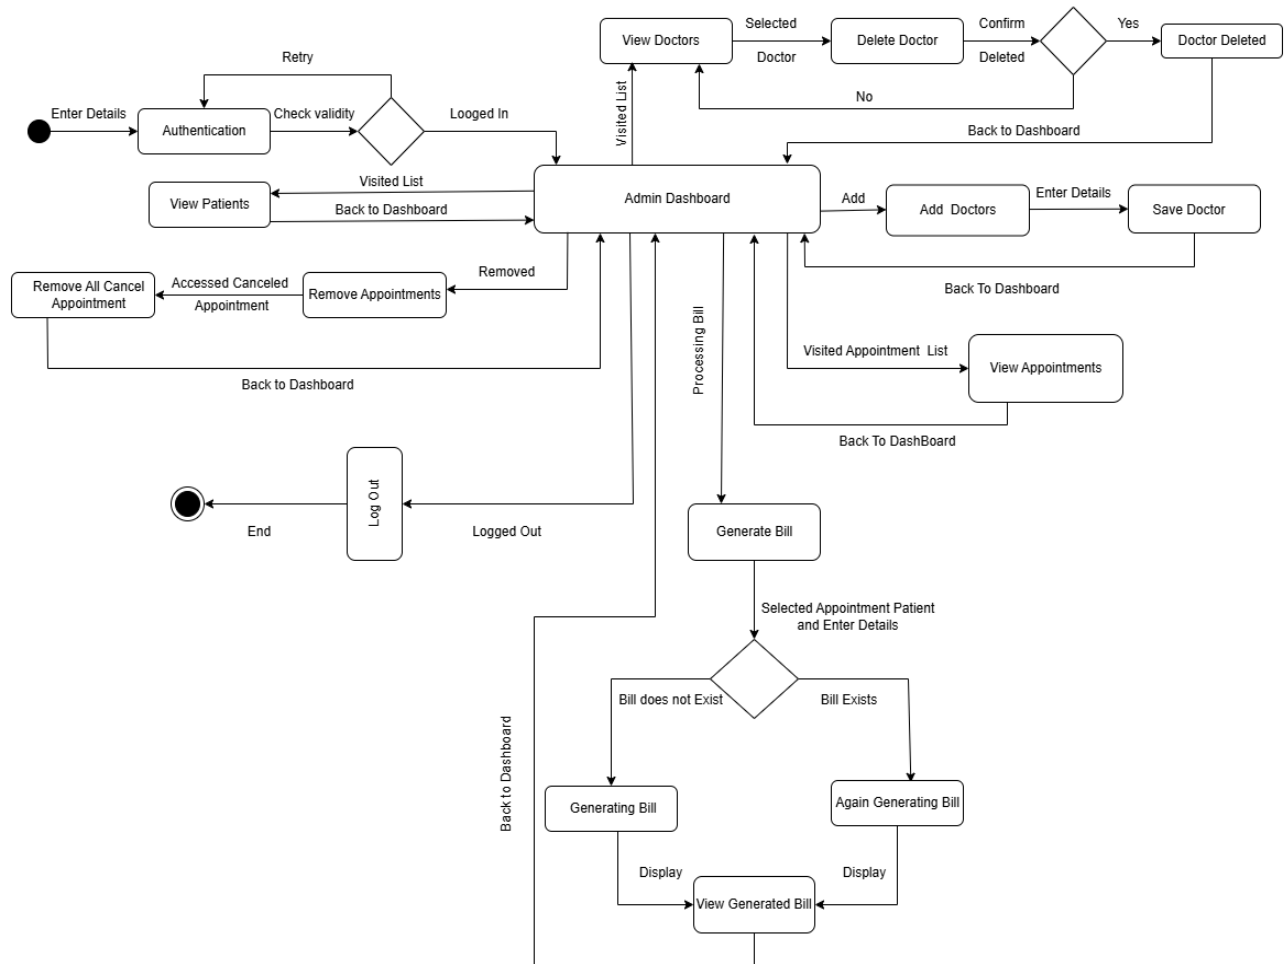 View Doctors
Selected
Doctor
Delete Doctor
Confirm
Deleted
Yes
Doctor Deleted
Retry
No
Enter Details
Authentication
Check validity
Looged In
Visited List
Back to Dashboard
Visited List
View Patients
Back to Dashboard
Admin Dashboard
Add
Add Doctors
Enter Details
Save Doctor
Removed
Remove All Cancel
Appointment
Accessed Canceled
Appointment
Remove Appointments
Back To Dashboard
Processing Bill
Visited Appointment List
View Appointments
Back to Dashboard
Back To DashBoard
Log Out
End
Logged Out
Generate Bill
Selected Appointment Patient
and Enter Details
Bill does not Exist
Bill Exists
Back to Dashboard
Generating Bill
Again Generating Bill
Display
Display
View Generated Bill